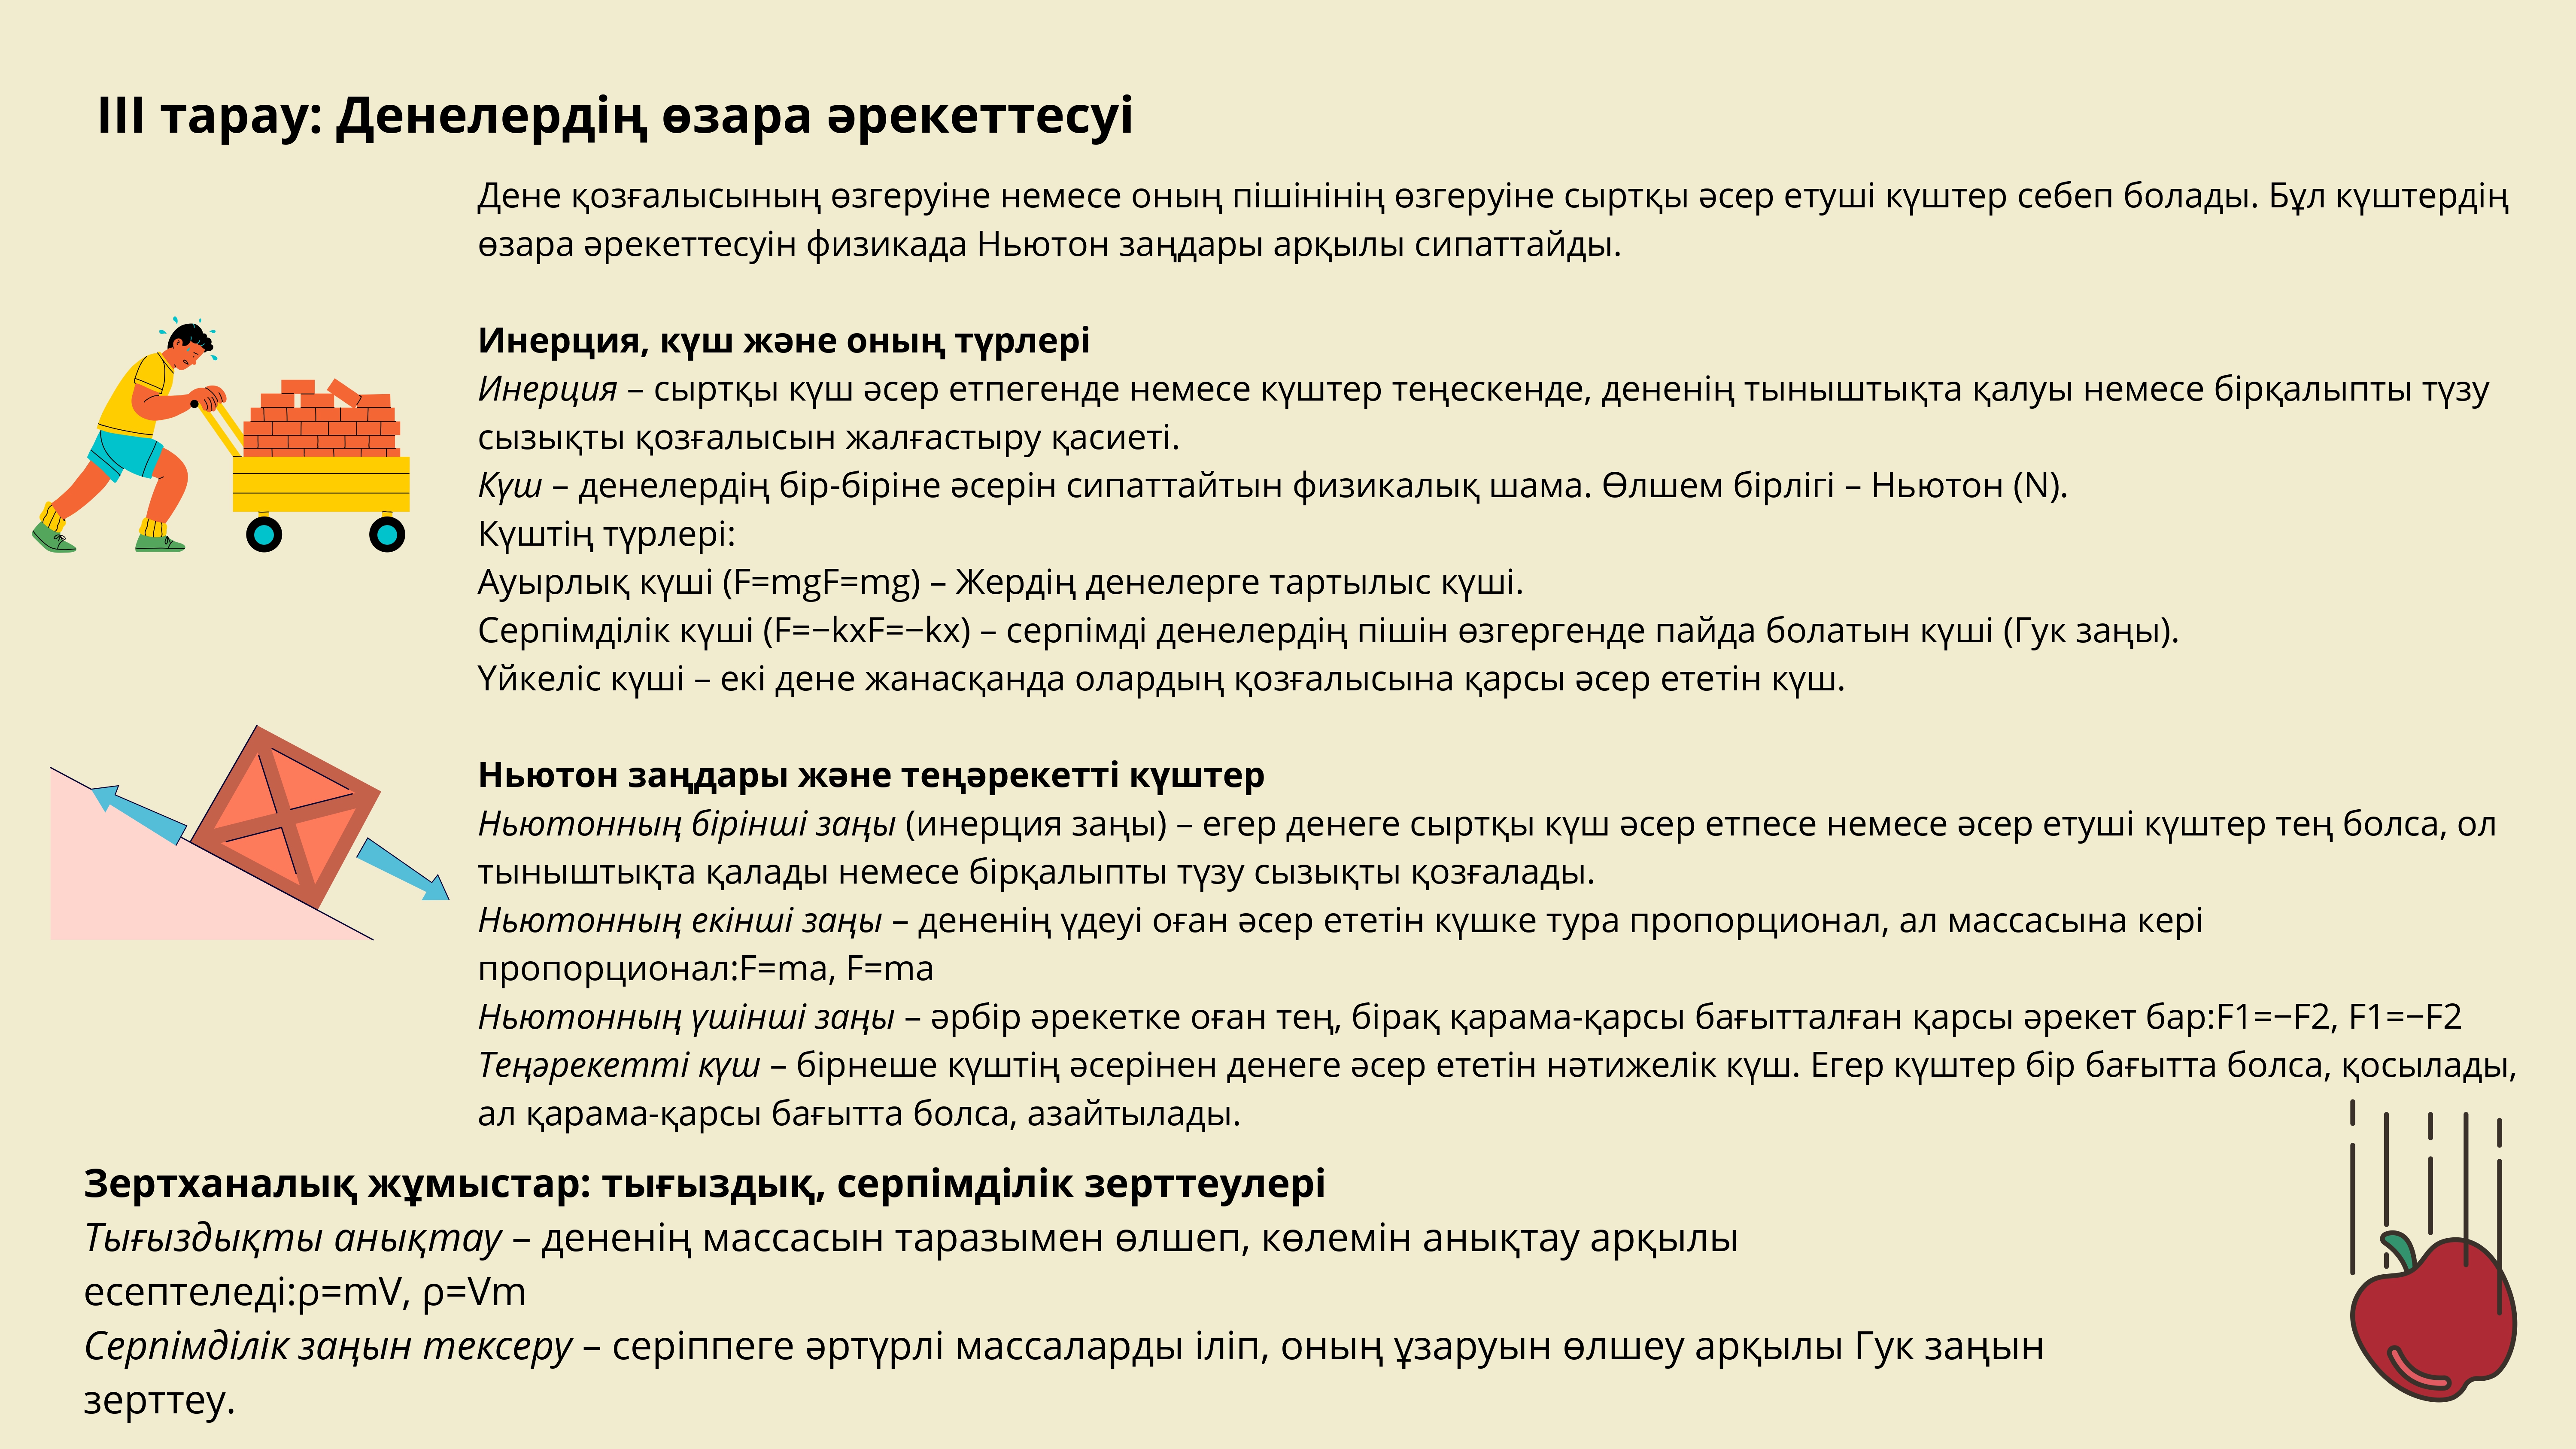 III тарау: Денелердің өзара әрекеттесуі
Дене қозғалысының өзгеруіне немесе оның пішінінің өзгеруіне сыртқы әсер етуші күштер себеп болады. Бұл күштердің
өзара әрекеттесуін физикада Ньютон заңдары арқылы сипаттайды.
Инерция, күш және оның түрлері
Инерция – сыртқы күш әсер етпегенде немесе күштер теңескенде, дененің тыныштықта қалуы немесе бірқалыпты түзу
сызықты қозғалысын жалғастыру қасиеті.
Күш – денелердің бір-біріне әсерін сипаттайтын физикалық шама. Өлшем бірлігі – Ньютон (N).
Күштің түрлері:
Ауырлық күші (F=mgF=mg) – Жердің денелерге тартылыс күші.
Серпімділік күші (F=−kxF=−kx) – серпімді денелердің пішін өзгергенде пайда болатын күші (Гук заңы).
Үйкеліс күші – екі дене жанасқанда олардың қозғалысына қарсы әсер ететін күш.
Ньютон заңдары және теңәрекетті күштер
Ньютонның бірінші заңы (инерция заңы) – егер денеге сыртқы күш әсер етпесе немесе әсер етуші күштер тең болса, ол
тыныштықта қалады немесе бірқалыпты түзу сызықты қозғалады.
Ньютонның екінші заңы – дененің үдеуі оған әсер ететін күшке тура пропорционал, ал массасына кері
пропорционал:F=ma, F=ma
Ньютонның үшінші заңы – әрбір әрекетке оған тең, бірақ қарама-қарсы бағытталған қарсы әрекет бар:F1=−F2, F1=−F2
Теңәрекетті күш – бірнеше күштің әсерінен денеге әсер ететін нәтижелік күш. Егер күштер бір бағытта болса, қосылады,
ал қарама-қарсы бағытта болса, азайтылады.
Зертханалық жұмыстар: тығыздық, серпімділік зерттеулері
Тығыздықты анықтау – дененің массасын таразымен өлшеп, көлемін анықтау арқылы
есептеледі:ρ=mV, ρ=Vm
Серпімділік заңын тексеру – серіппеге әртүрлі массаларды іліп, оның ұзаруын өлшеу арқылы Гук заңын
зерттеу.